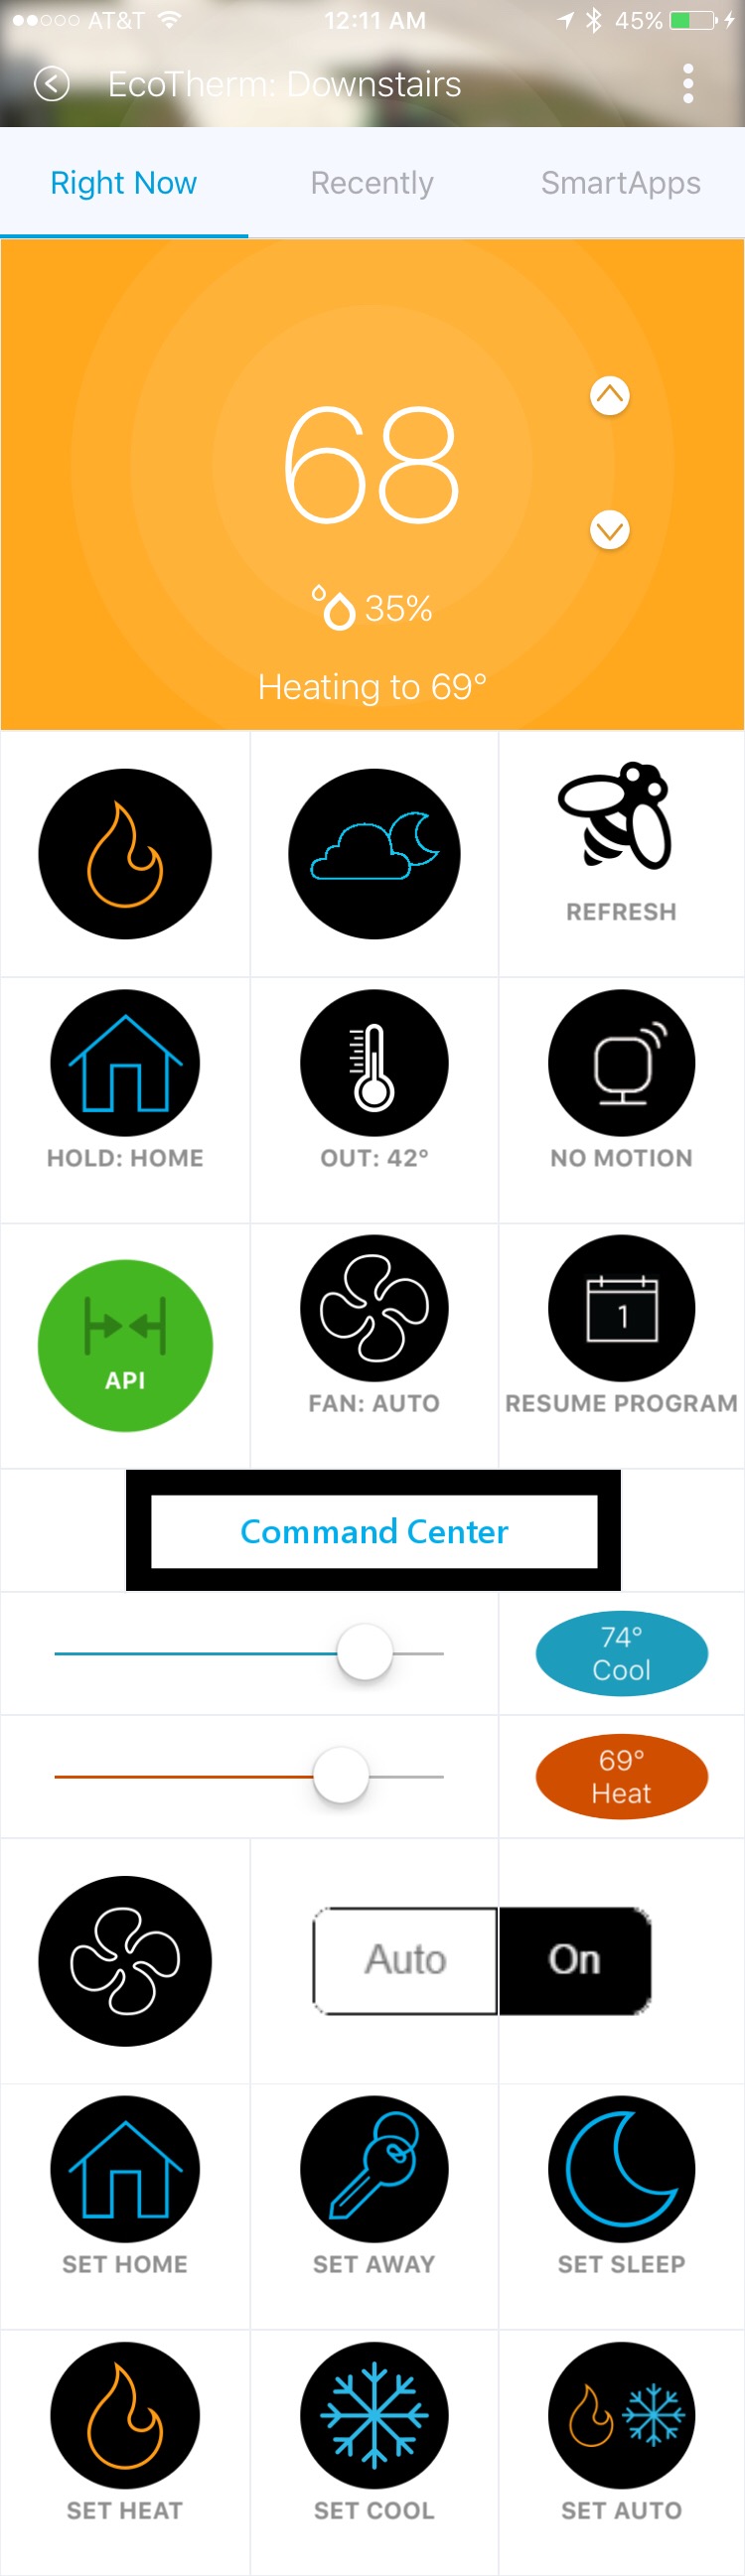 AT&T 12:11 AM 45%
EcoTherm: Downstairs
Right Now Recently SmartApps
68
35%
Heating to 69°
REFRESH
HOLD: HOME OUT: 42° NO MOTION
1
API
FAN: AUTO RESUME PROGRAM
Command Center
74°
Cool
69°
Heat
Auto On
SET HOME SET AWAY SET SLEEP
SET HEAT SET COOL SET AUTO